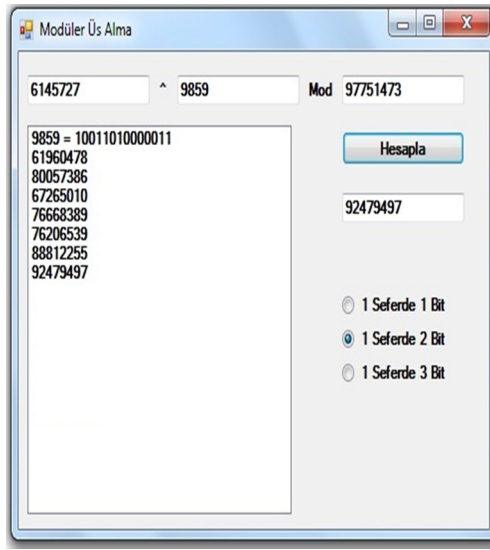 Modüler Üs Alma
6145727 ^ 9859 Mod 97751473
9859 = 10011010000011
61960478
80057386
67265010
76668389
76206539
88812255
92479497
Hesapla
92479497
1 Seferde 1 Bit
1 Seferde 2 Bit
1 Seferde 3 Bit